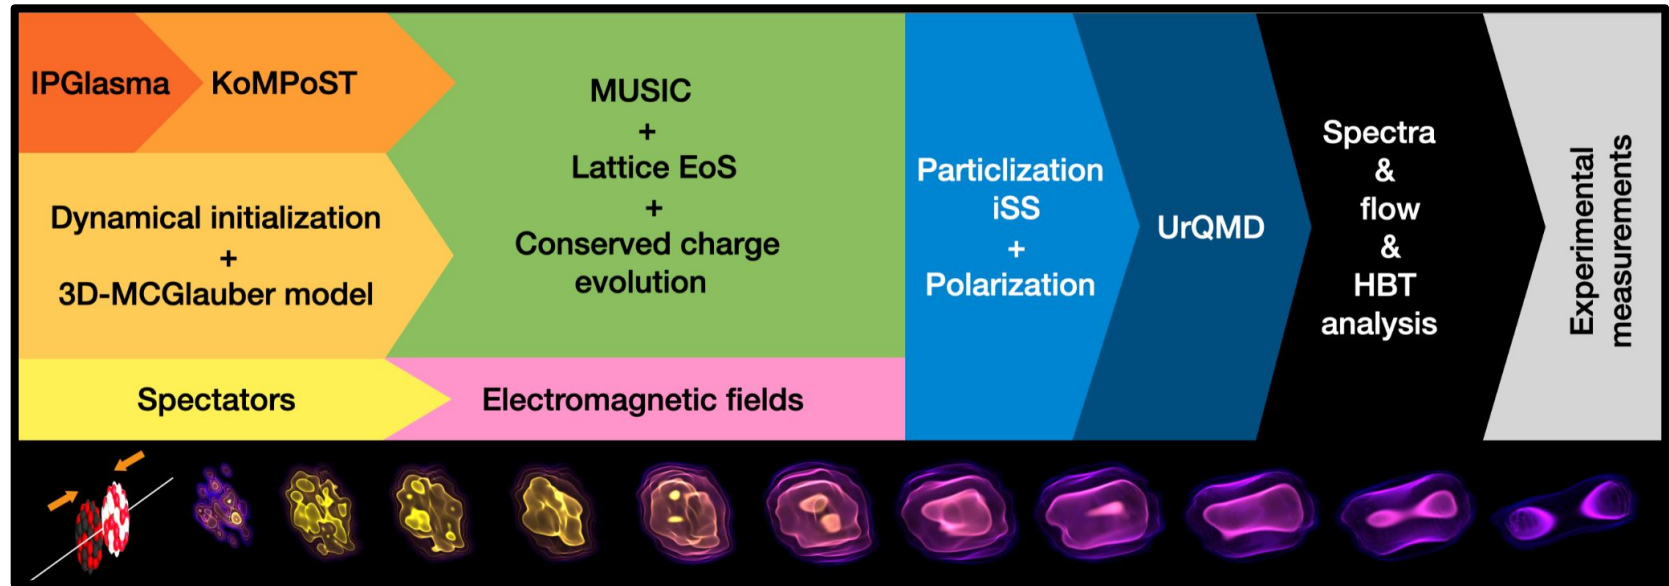 IPGlasma
KoMPoST
Dynamical initialization
+
3D-MCGlauber model
Spectators
MUSIC
+
Lattice EoS
+
Conserved charge
evolution
Electromagnetic fields
Particlization
iSS
+
Polarization
UrQMD
Spectra
&
flow
&
HBT
analysis
Experimental
measurements